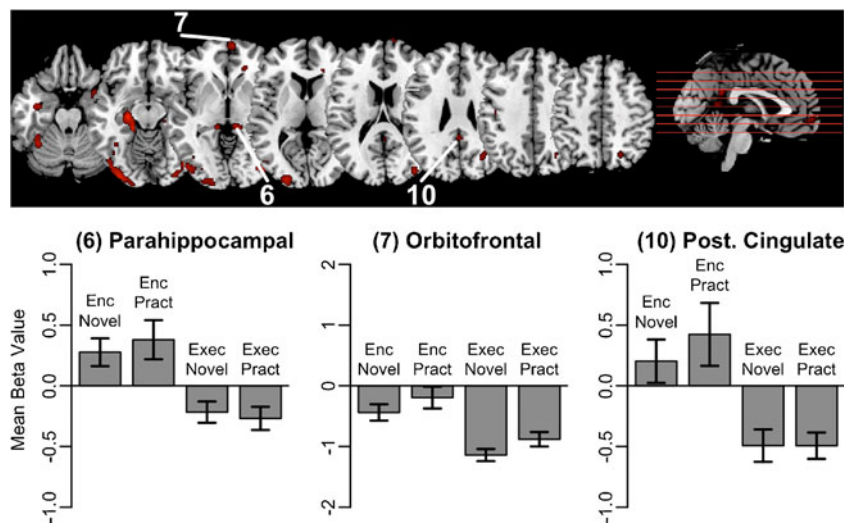 7
6
10
(6) Parahippocampal
(7) Orbitofrontal
(10) Post. Cingulate
Mean Beta Value
1.0
0.5
0.0
-0.5
-1.0
Enc
Novel
Enc
Pract
Exec
Novel
Exec
Pract
2
1
0
-1
-2
Enc
Novel
Enc
Pract
Exec
Novel
Exec
Pract
1.0
0.5
0.0
-0.5
-1.0
Enc
Novel
Enc
Pract
Exec
Novel
Exec
Pract